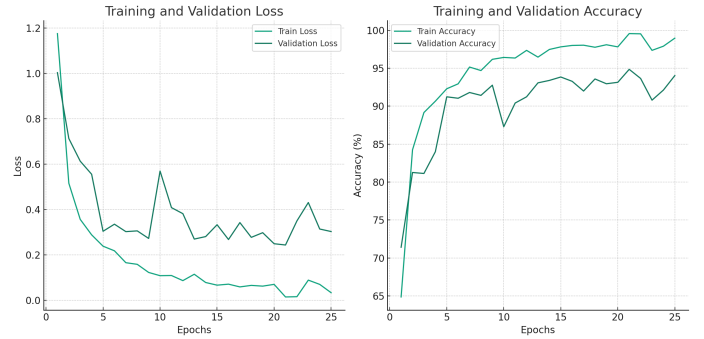 Training and Validation Loss
Train Loss
Validation Loss
1.2
1.0
0.8
0.6
0.4
0.2
0.0
Loss
0
5
10
15
20
25
Epochs
Training and Validation Accuracy
Train Accuracy
Validation Accuracy
100
95
90
85
80
75
70
65
Accuracy (%)
0
5
10
15
20
25
Epochs